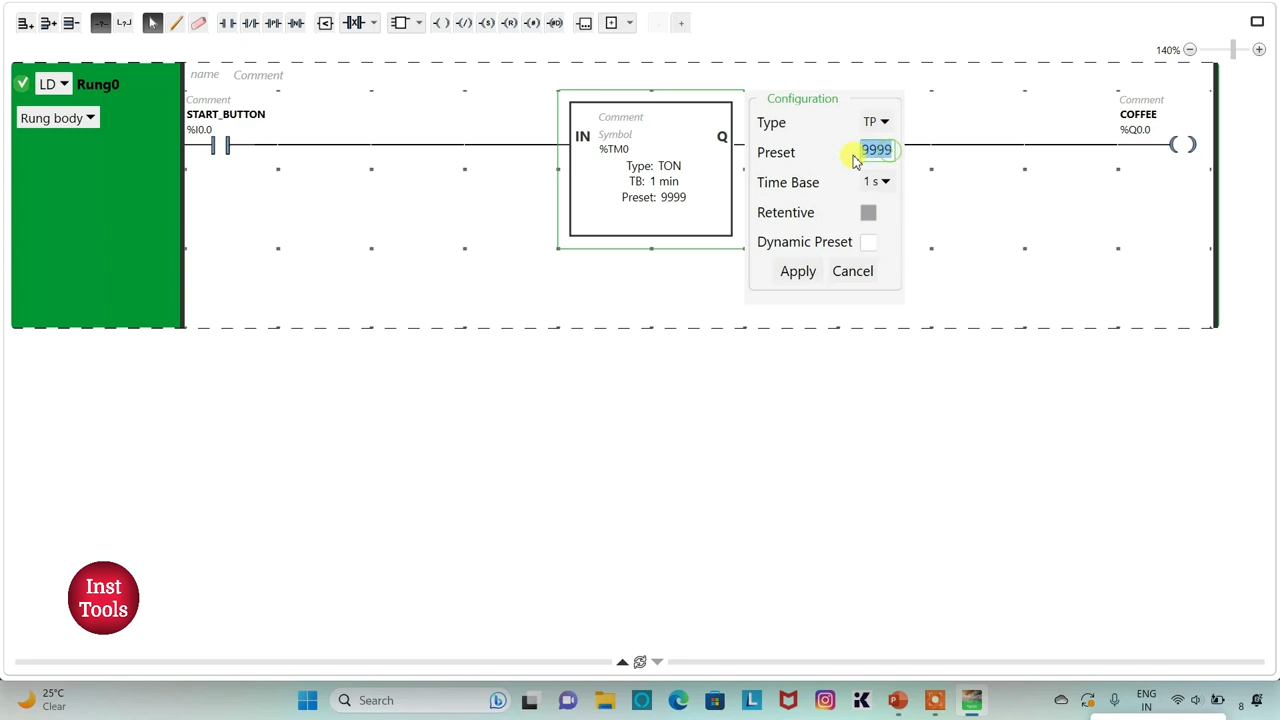 140%
LD
Rung0
name
Comment
Rung body
Comment
START_BUTTON
%I0.0
Comment
Symbol
IN
Q
%TM0
Type: TON
TB: 1 min
Preset: 9999
Configuration
Type
TP
Preset
9999
Time Base
1 s
Retentive
Dynamic Preset
Apply
Cancel
Comment
COFFEE
%Q0.0
Inst
Tools
25°C
Clear
Search
ENG
IN
8